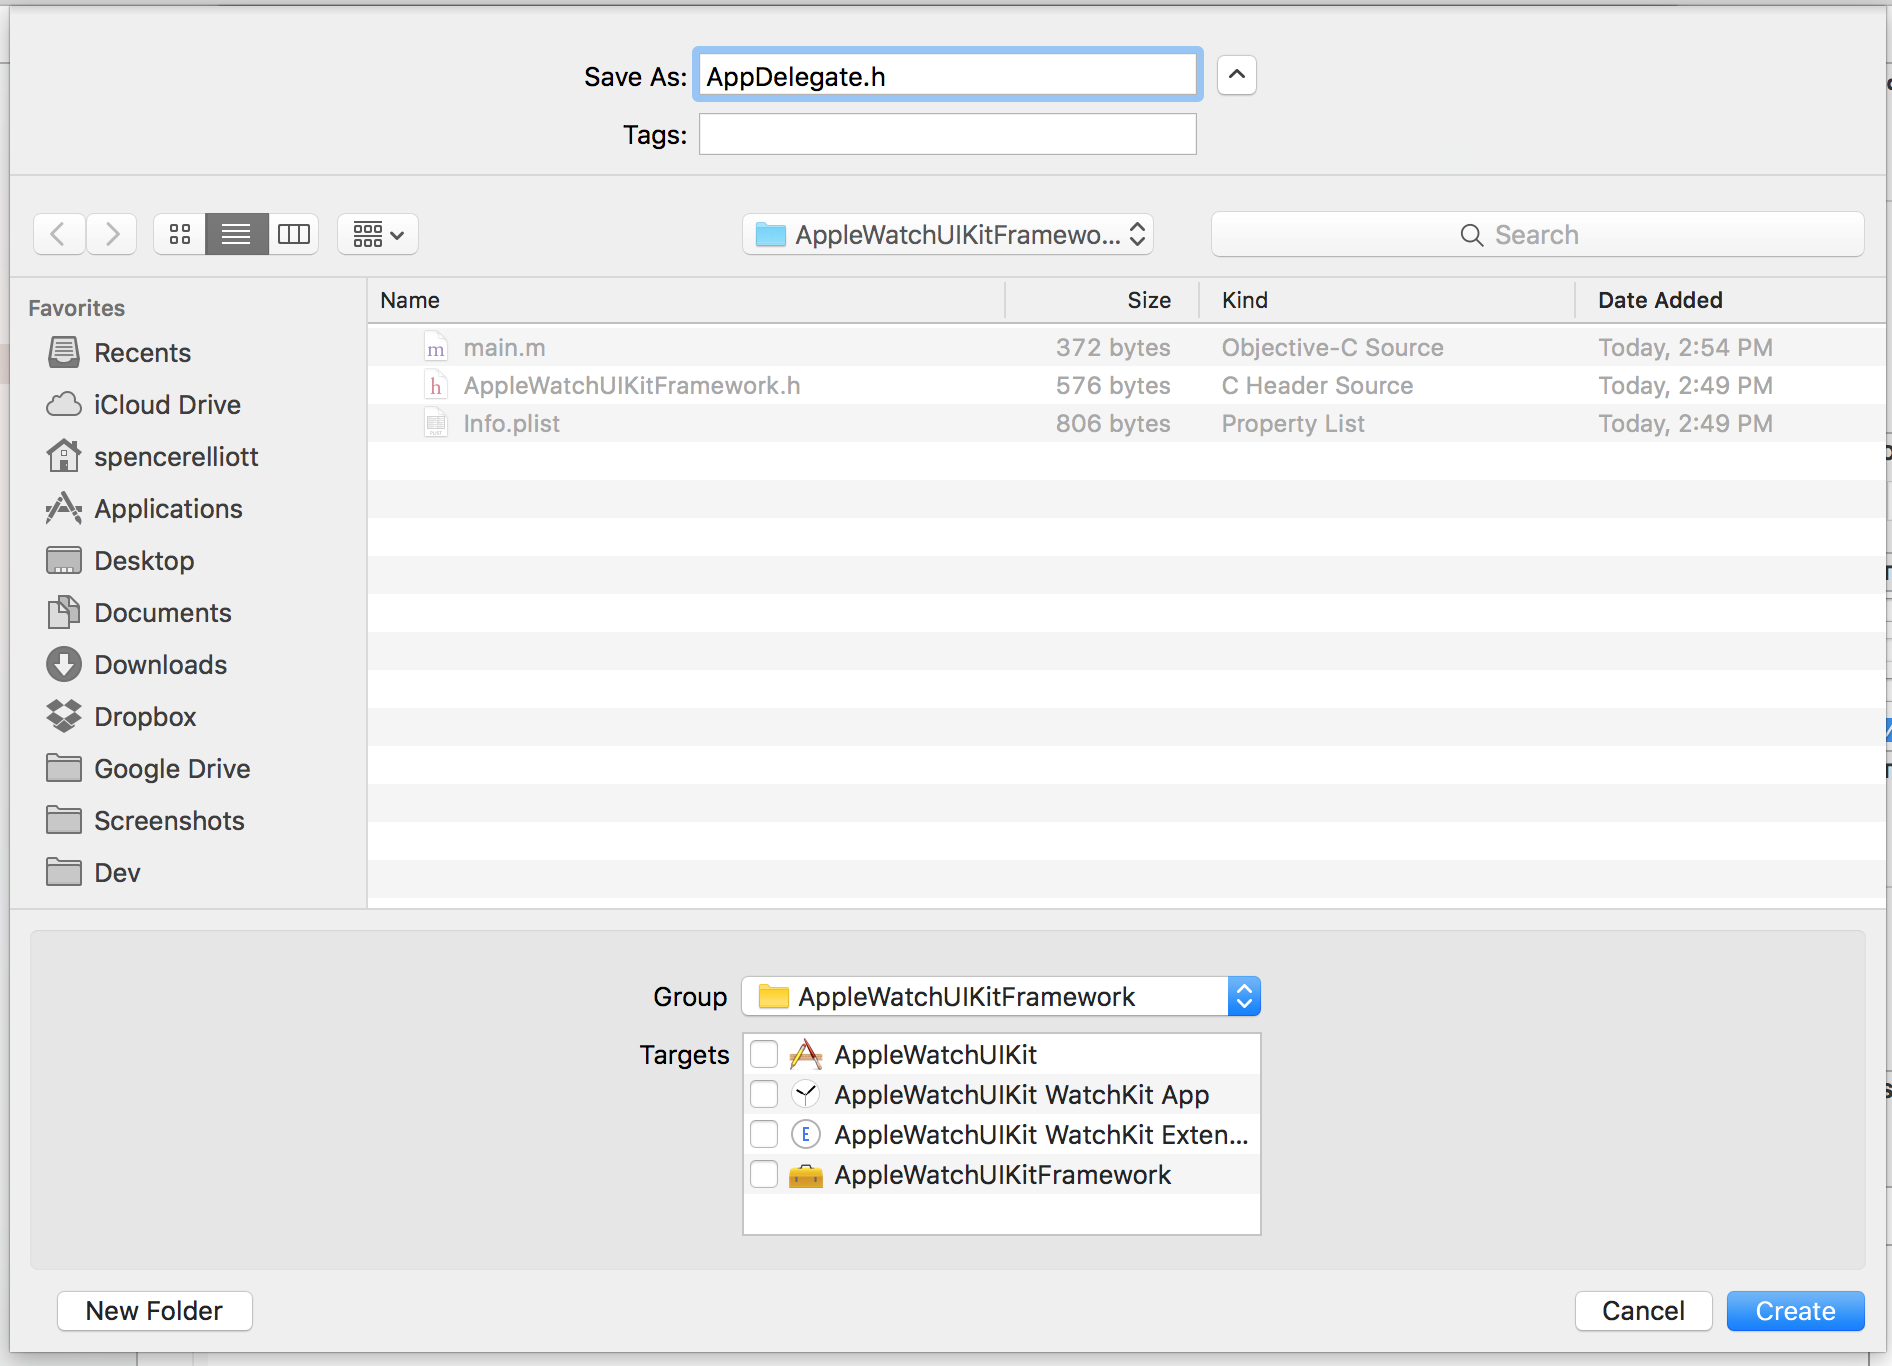 Save As: AppDelegate.h
Tags:
AppleWatchUIKitFramewo...
Search
Favorites
Recents
iCloud Drive
spencerelliott
Applications
Desktop
Documents
Downloads
Dropbox
Google Drive
Screenshots
Dev
Name Size Kind Date Added
m main.m 372 bytes Objective-C Source Today, 2:54 PM
h AppleWatchUIKitFramework.h 576 bytes C Header Source Today, 2:49 PM
Info.plist 806 bytes Property List Today, 2:49 PM
Group AppleWatchUIKitFramework
Targets AppleWatchUIKit
AppleWatchUIKit WatchKit App
E AppleWatchUIKit WatchKit Exten...
AppleWatchUIKitFramework
New Folder Cancel Create